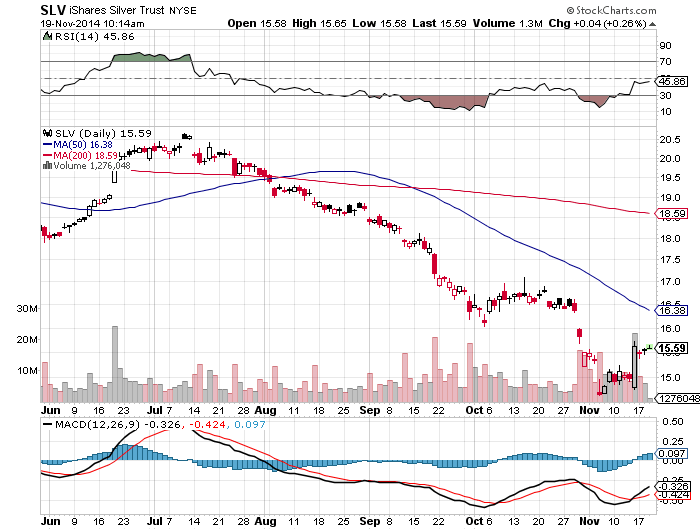 SLV iShares Silver Trust NYSE © StockCharts.com
19-Nov-2014 10:14am Open 15.58 High 15.65 Low 15.58 Last 15.59 Volume 1.3M Chg +0.04 (+0.26%)
RSI(14) 45.86
90
70
50
45.86
30
10
SLV (Daily) 15.59
MA(50) 16.38
MA(200) 18.59
Volume 1,276,048
20.5
20.0
19.5
19.0
18.59
18.0
17.5
17.0
16.38
16.0
15.59
15.0
1276048
30M
20M
10M
Jun 9 16 23 Jul 7 14 21 28 Aug 11 18 25 Sep 8 15 22 Oct 6 13 20 27 Nov 10 17
MACD(12,26,9) -0.326, -0.424, 0.097
0.50
0.25
0.097
0.00
-0.326
-0.424
-0.50
Jun 9 16 23 Jul 7 14 21 28 Aug 11 18 25 Sep 8 15 22 Oct 6 13 20 27 Nov 10 17